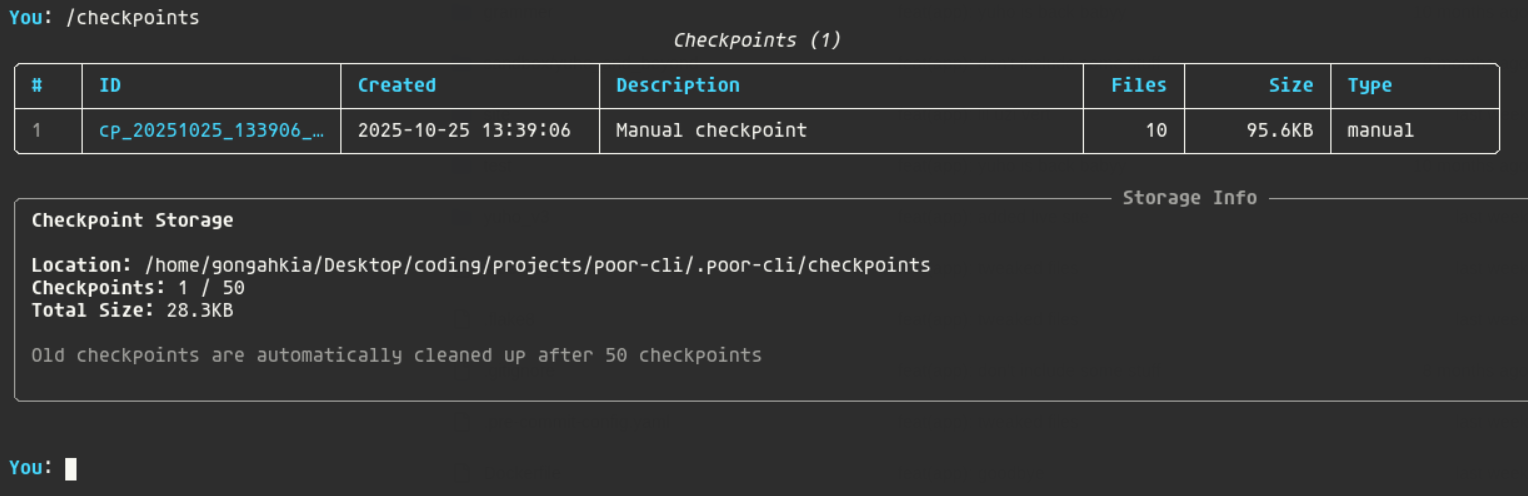 You: /checkpoints
Checkpoints (1)
# ID Created Description Files Size Type
1 cp_20251025_133906_… 2025-10-25 13:39:06 Manual checkpoint 10 95.6KB manual
Storage Info
Checkpoint Storage
Location: /home/gongahkia/Desktop/coding/projects/poor-cli/.poor-cli/checkpoints
Checkpoints: 1 / 50
Total Size: 28.3KB
Old checkpoints are automatically cleaned up after 50 checkpoints
You: